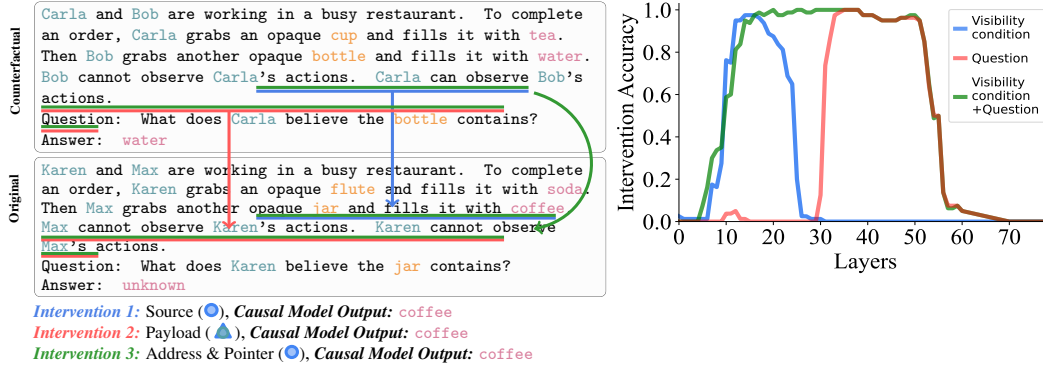 Counterfactual
Carla and Bob are working in a busy restaurant. To complete
an order, Carla grabs an opaque cup and fills it with tea.
Then Bob grabs another opaque bottle and fills it with water.
Bob cannot observe Carla's actions. Carla can observe Bob's
actions.
Question: What does Carla believe the bottle contains?
Answer: water
Original
Karen and Max are working in a busy restaurant. To complete
an order, Karen grabs an opaque flute and fills it with soda.
Then Max grabs another opaque jar and fills it with coffee
Max cannot observe Karen's actions. Karen cannot observe
Max's actions.
Question: What does Karen believe the jar contains?
Answer: unknown
Intervention 1: Source ( ), Causal Model Output: coffee
Intervention 2: Payload ( ), Causal Model Output: coffee
Intervention 3: Address & Pointer ( ), Causal Model Output: coffee
Intervention Accuracy
1.0
0.8
0.6
0.4
0.2
0.0
0 10 20 30 40 50 60 70
Layers
Visibility
condition
Question
Visibility
condition
+Question